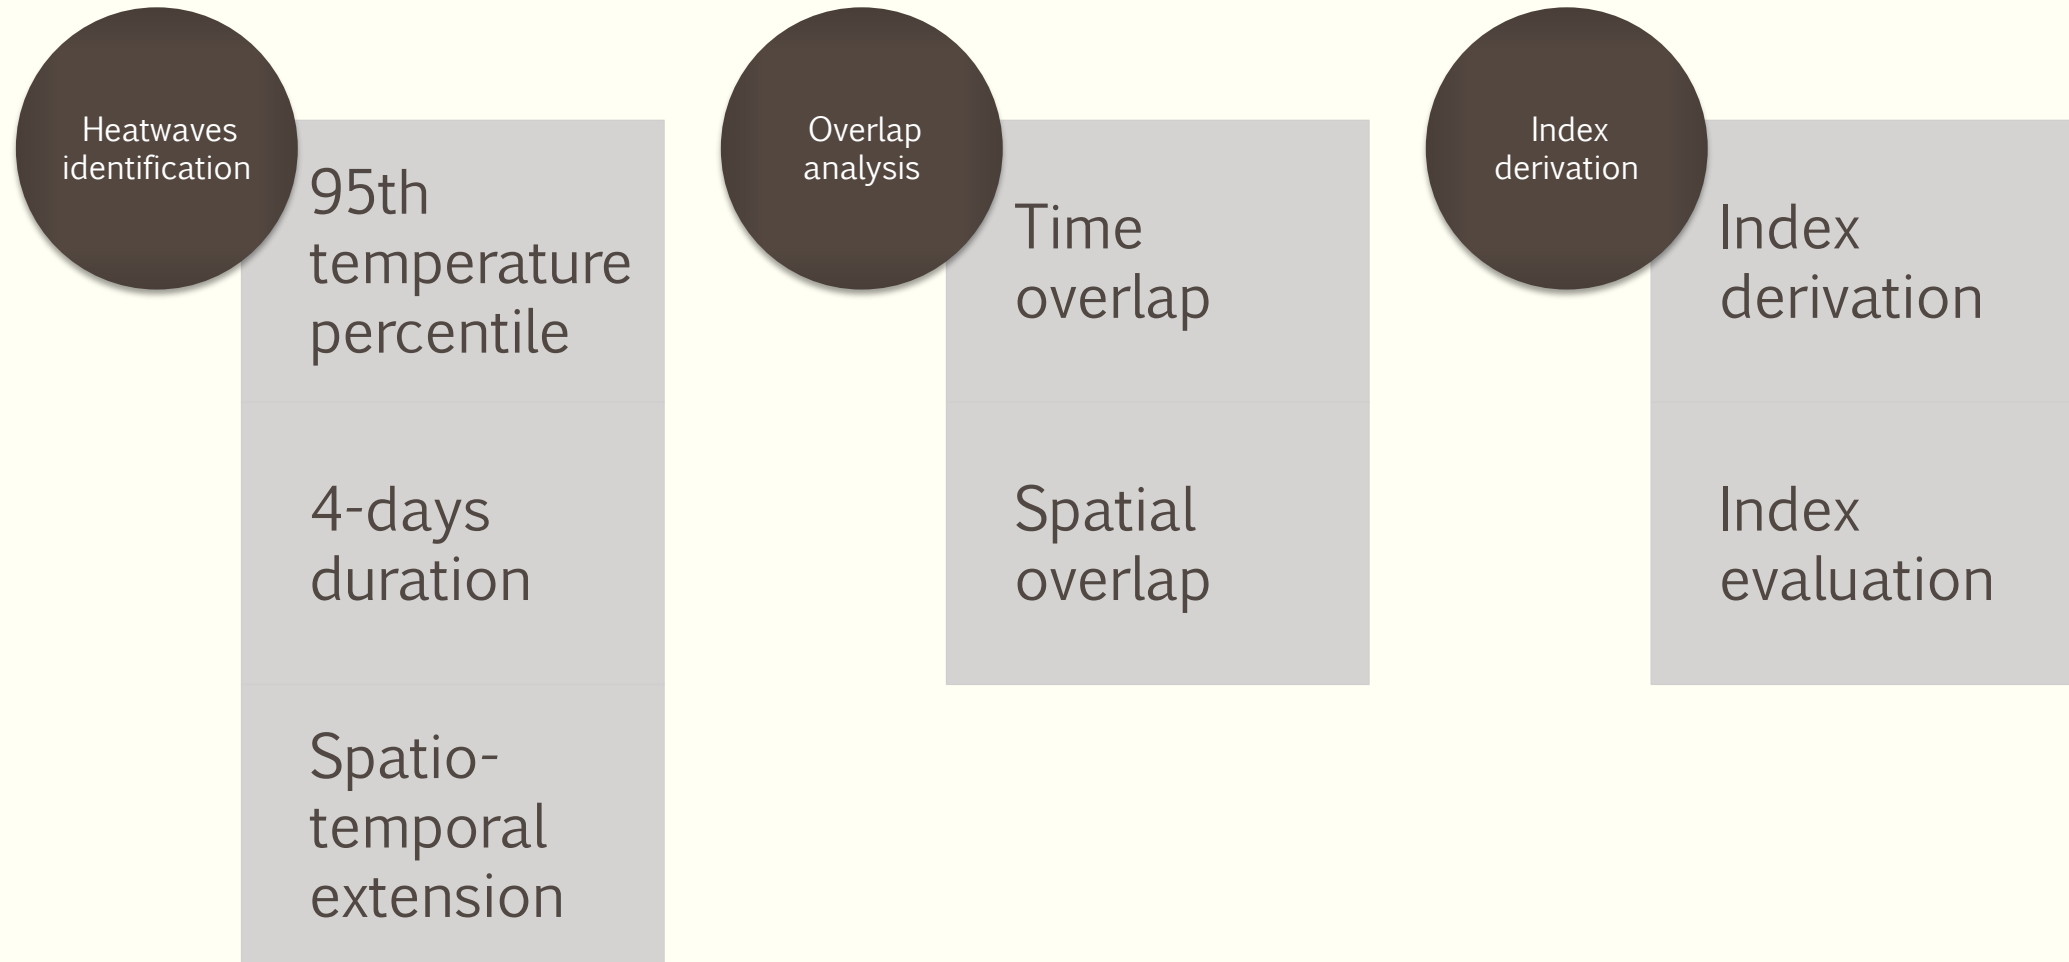 Heatwaves
identification
95th
temperature
percentile
4-days
duration
Spatio-
temporal
extension
Overlap
analysis
Time
overlap
Spatial
overlap
Index
derivation
Index
derivation
Index
evaluation